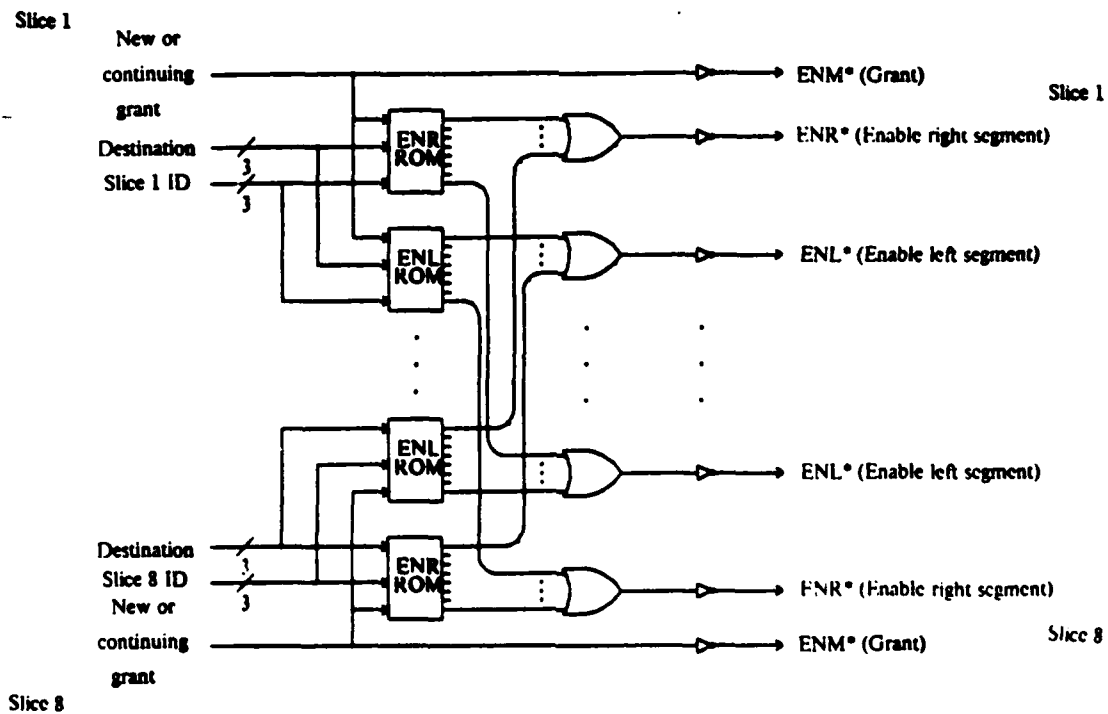 Slice 1
New or
continuing
grant
ENM* (Grant)
Slice 1
ENR
ROM
ENR* (Enable right segment)
Destination
3
Slice 1 ID
3
ENL
ROM
ENL* (Enable left segment)
ENL
ROM
ENL* (Enable left segment)
Destination
3
ENR
ROM
Slice 8 ID
3
ENR* (Enable right segment)
New or
continuing
grant
ENM* (Grant)
Slice 8
Slice 8